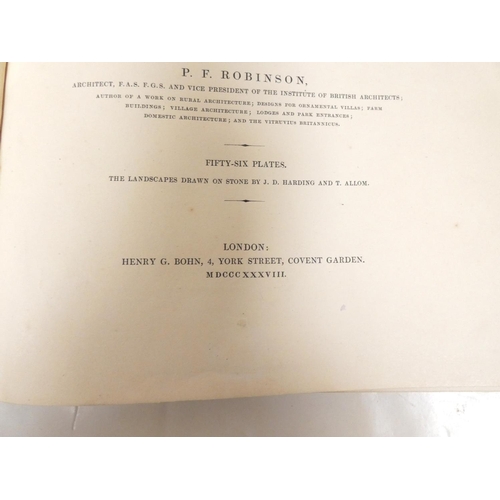 P. F. ROBINSON,
ARCHITECT, F.A.S. F.G.S. AND VICE PRESIDENT OF THE INSTITUTE OF BRITISH ARCHITECTS;
AUTHOR OF A WORK ON RURAL ARCHITECTURE; DESIGNS FOR ORNAMENTAL VILLAS; FARM
BUILDINGS; VILLAGE ARCHITECTURE; LODGES AND PARK ENTRANCES;
DOMESTIC ARCHITECTURE; AND THE VITRUVIUS BRITANNICUS.
FIFTY-SIX PLATES.
THE LANDSCAPES DRAWN ON STONE BY J. D. HARDING AND T. ALLOM.
LONDON:
HENRY G. BOHN, 4, YORK STREET, COVENT GARDEN.
MDCCCXXXVIII.